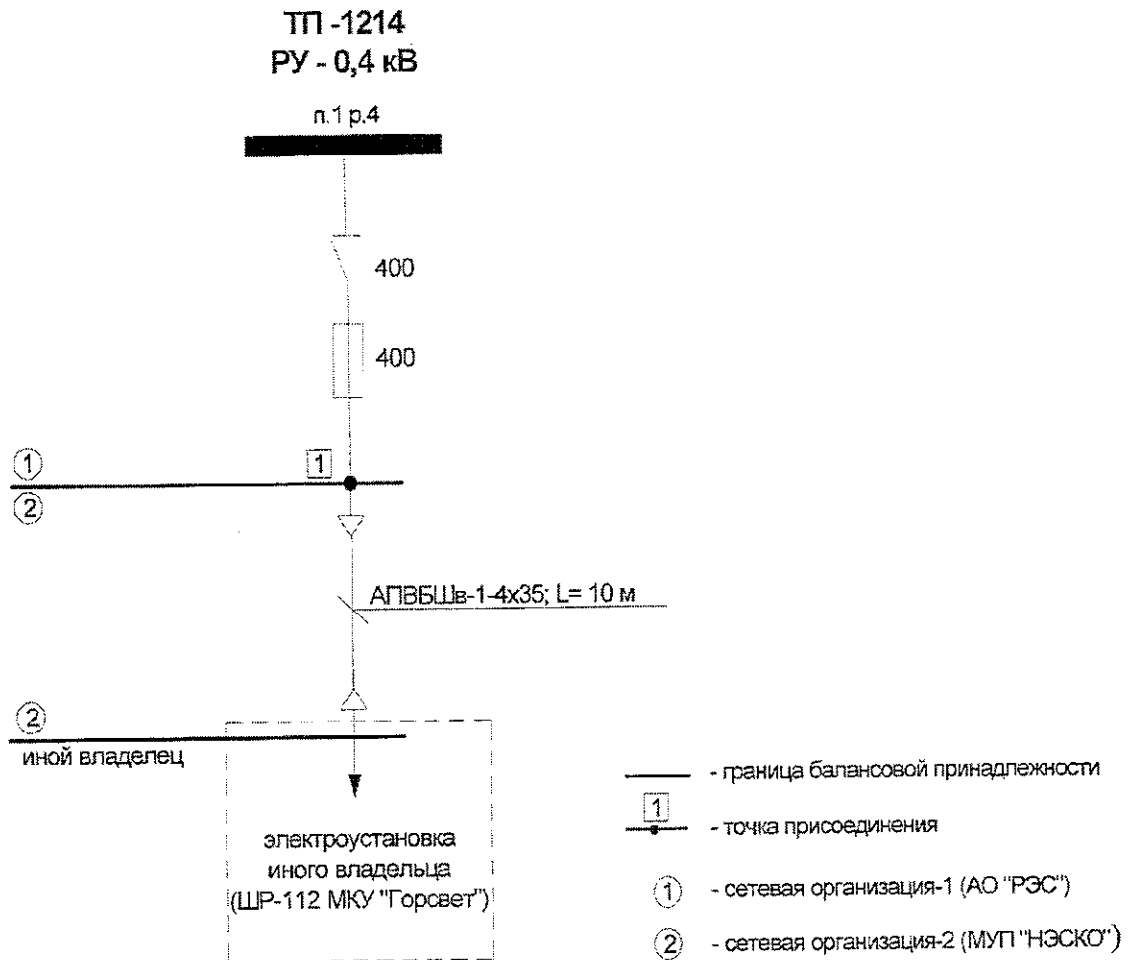 ТП -1214
РУ - 0,4 кВ
п.1 р.4
400
400
1
1
2
АПВБШв-1-4х35; L= 10 м
2
иной владелец
электроустановка
иного владельца
(ШР-112 МКУ "Горсвет")
- граница балансовой принадлежности
1
- точка присоединения
1 - сетевая организация-1 (АО "РЭС")
2 - сетевая организация-2 (МУП "НЭСКО")